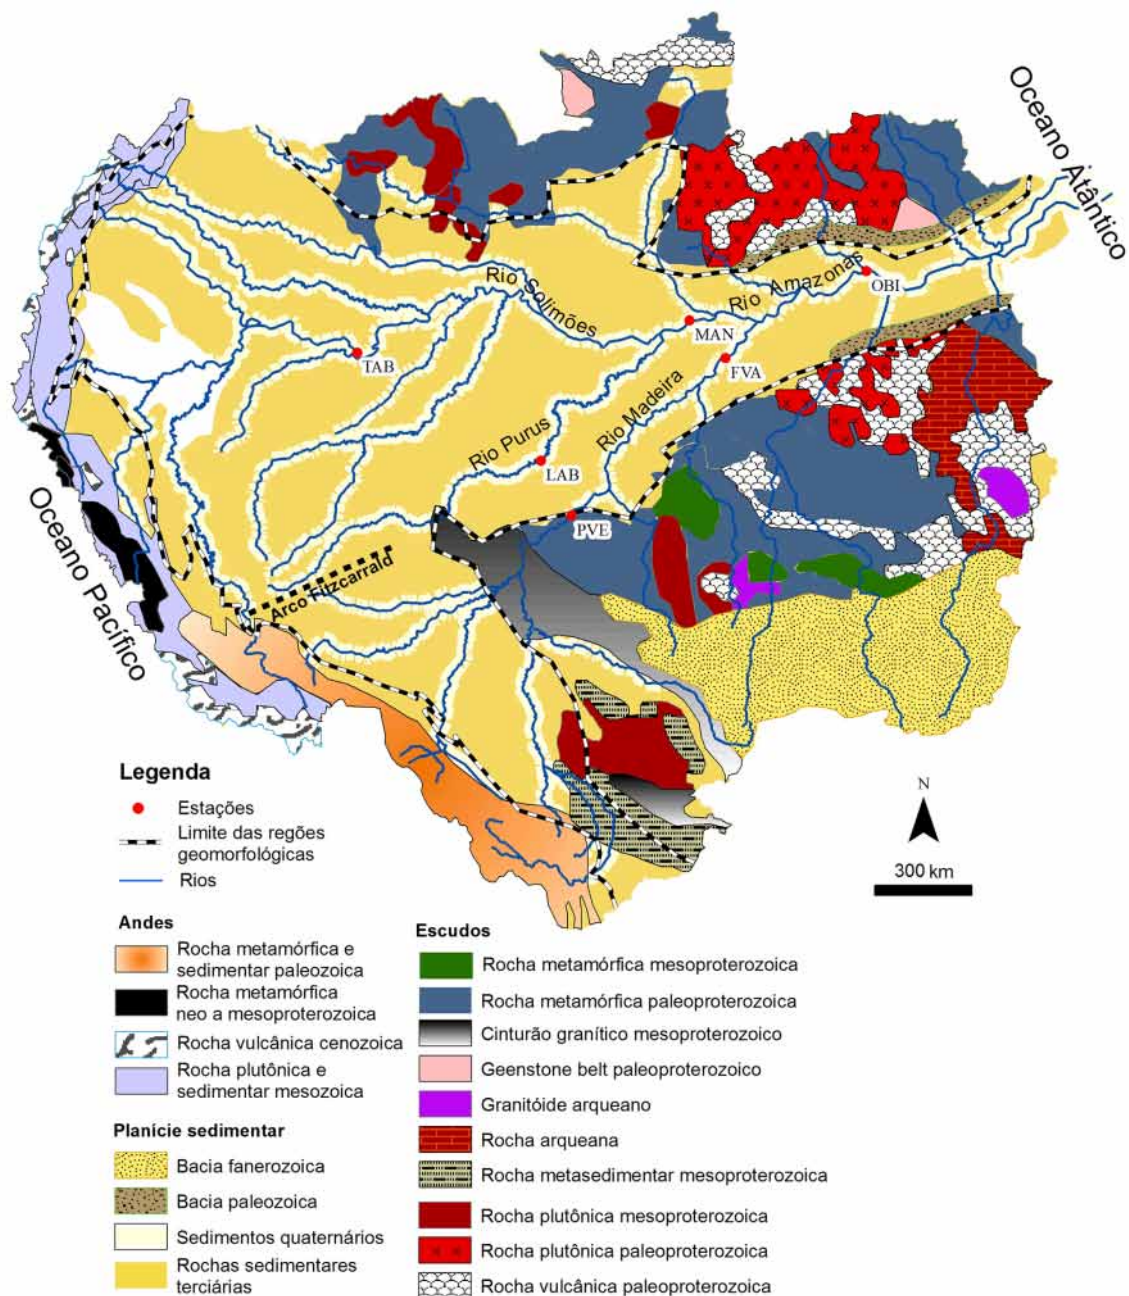 Oceano Atlântico
Rio Solimões
Rio Amazonas
OBI
MAN
TAB
FVA
Rio Madeira
Rio Purus
LAB
PVE
Oceano Pacífico
Arco Fitzcarrald
Legenda
Estações
Limite das regões
geomorfológicas
Rios
N
300 km
Andes
Rocha metamórfica e
sedimentar paleozoica
Rocha metamórfica
neo a mesoproterozoica
Rocha vulcânica cenozoica
Rocha plutônica e
sedimentar mesozoica
Planície sedimentar
Bacia fanerozoica
Bacia paleozoica
Sedimentos quaternários
Rochas sedimentares
terciárias
Escudos
Rocha metamórfica mesoproterozoica
Rocha metamórfica paleoproterozoica
Cinturão granítico mesoproterozoico
Geenstone belt paleoproterozoico
Granitóide arqueano
Rocha arqueana
Rocha metasedimentar mesoproterozoica
Rocha plutônica mesoproterozoica
Rocha plutônica paleoproterozoica
Rocha vulcânica paleoproterozoica